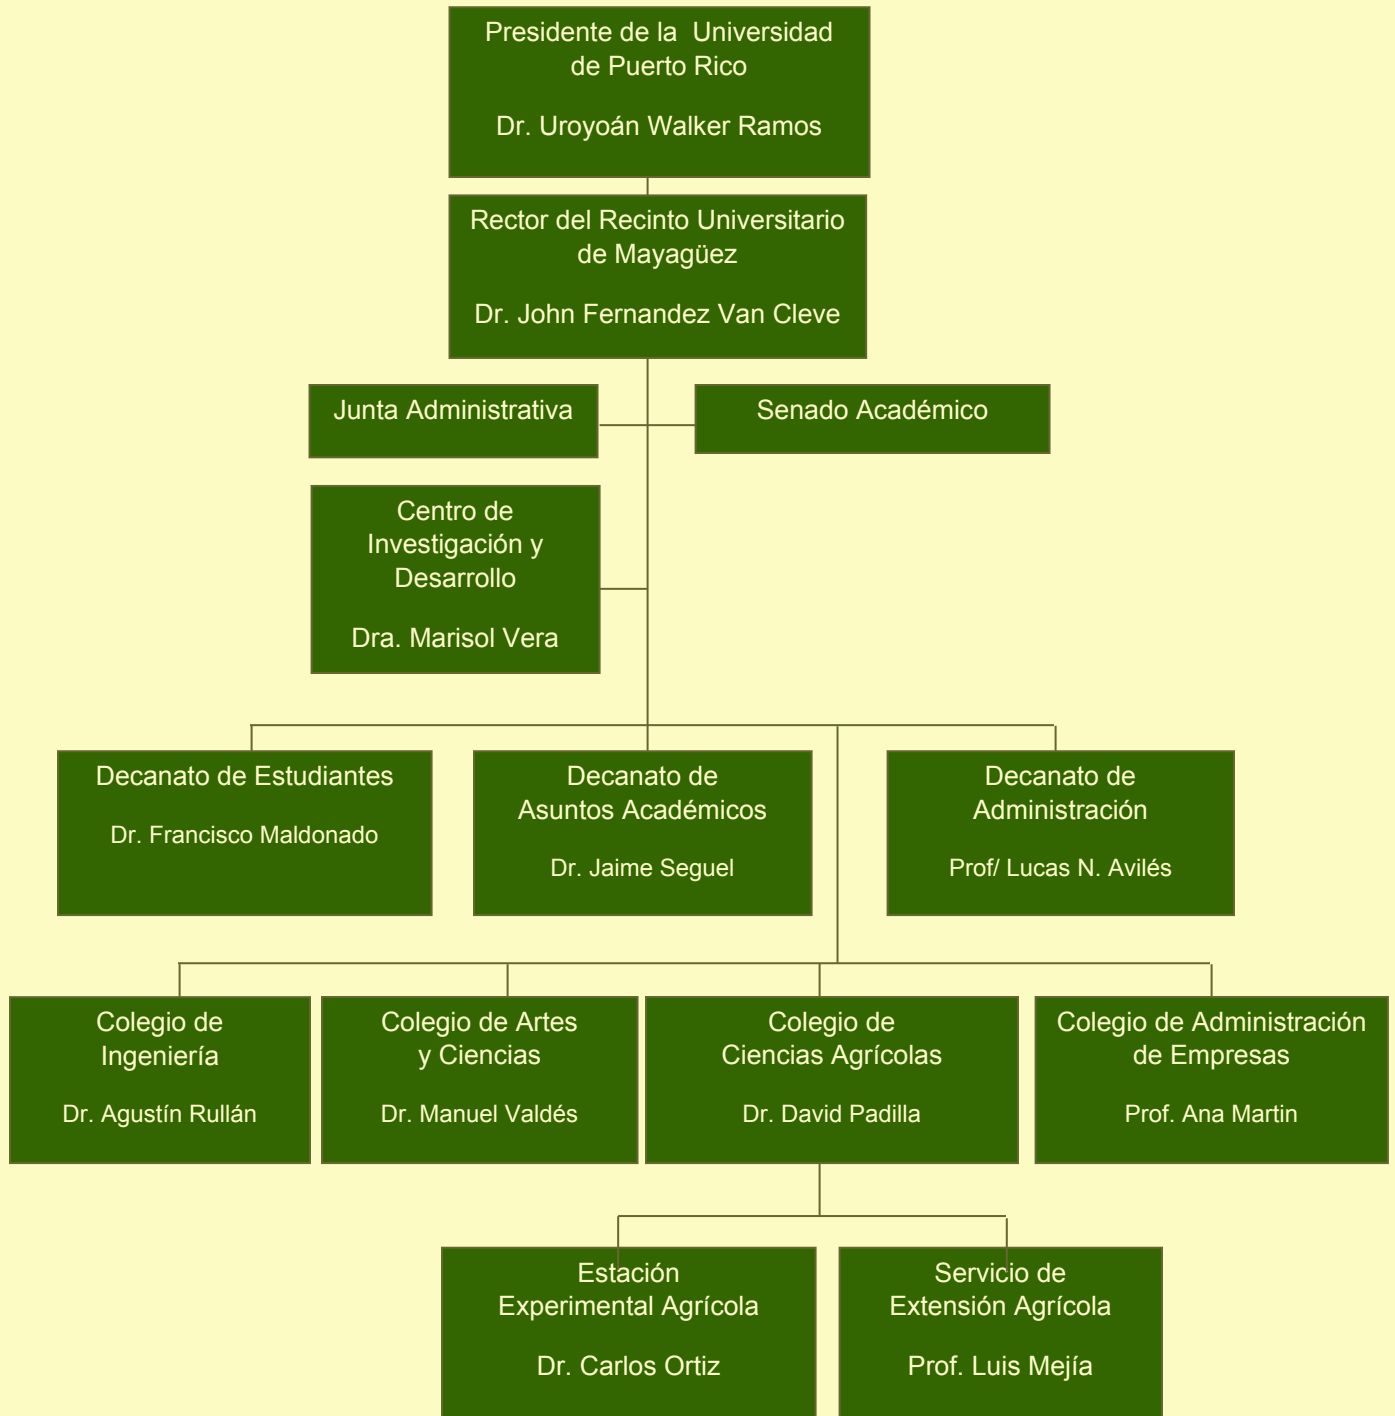 Presidente de la  Universidad
de Puerto Rico
Dr. Uroyoán Walker Ramos
Rector del Recinto Universitario
de Mayagüez
Dr. John Fernandez Van Cleve
Junta Administrativa
Senado Académico
Centro de
Investigación y
Desarrollo
Dra. Marisol Vera
Decanato de Estudiantes
Dr. Francisco Maldonado
Decanato de
Asuntos Académicos
Dr. Jaime Seguel
Decanato de
Administración
Prof/ Lucas N. Avilés
Colegio de
Ingeniería
Dr. Agustín Rullán
Colegio de Artes
y Ciencias
Dr. Manuel Valdés
Colegio de
Ciencias Agrícolas
Dr. David Padilla
Colegio de Administración
de Empresas
Prof. Ana Martin
Estación
Experimental Agrícola
Dr. Carlos Ortiz
Servicio de
Extensión Agrícola
Prof. Luis Mejía